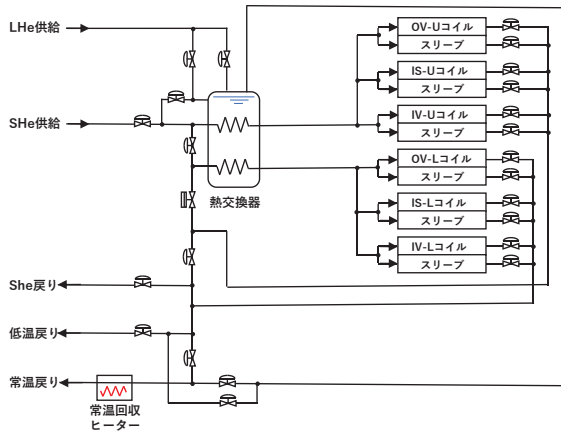 LHe供給
SHe供給
She戻り
低温戻り
常温戻り
常温回収
ヒーター
熱交換器
OV-Uコイル
スリーブ
IS-Uコイル
スリーブ
IV-Uコイル
スリーブ
OV-Lコイル
スリーブ
IS-Lコイル
スリーブ
IV-Lコイル
スリーブ